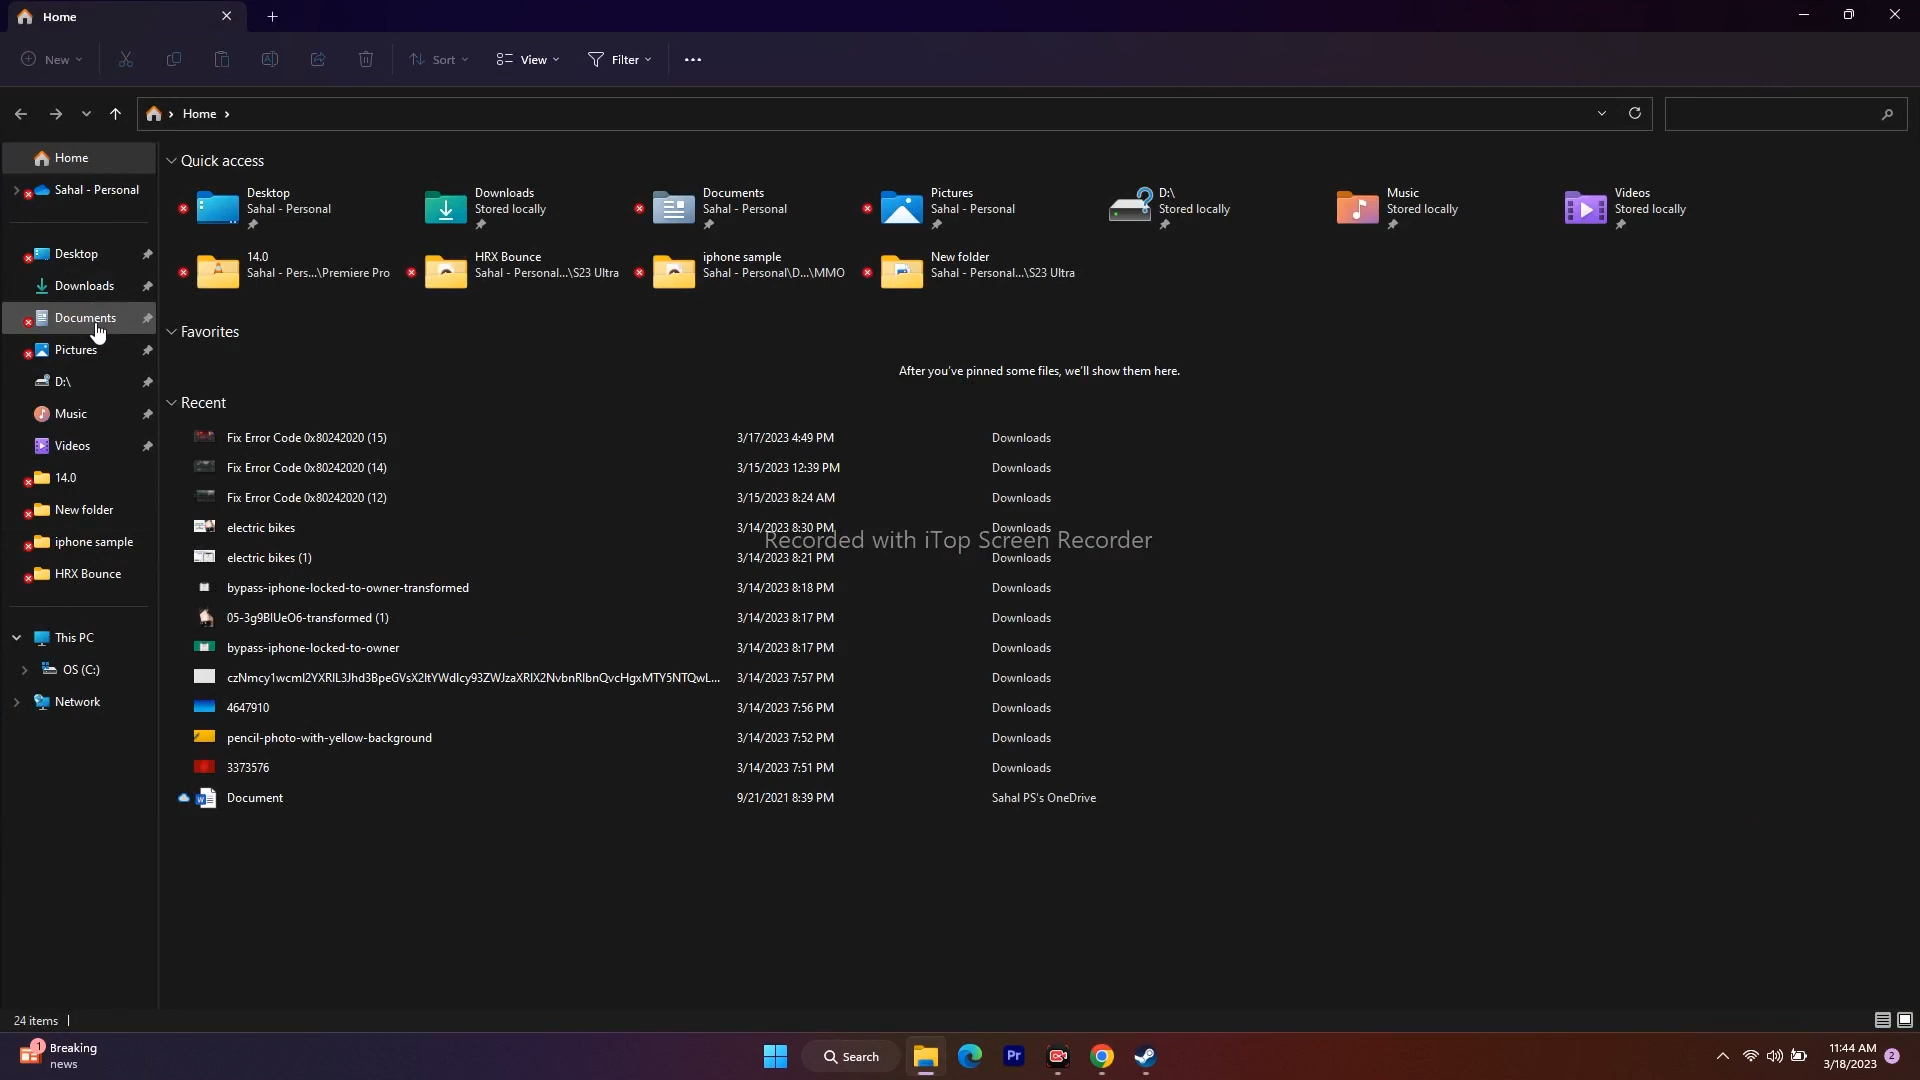 Home
New
Sort
View
Filter
Home
Home
Sahal - Personal
Desktop
Downloads
Documents
Pictures
D:\
Music
Videos
14.0
New folder
iphone sample
HRX Bounce
This PC
OS (C:)
Network
Quick access
Desktop
Sahal - Personal
Downloads
Stored locally
Documents
Sahal - Personal
Pictures
Sahal - Personal
D:\
Stored locally
Music
Stored locally
Videos
Stored locally
14.0
Sahal - Pers...\Premiere Pro
HRX Bounce
Sahal - Personal...\S23 Ultra
iphone sample
Sahal - Personal\D...\MMO
New folder
Sahal - Personal...\S23 Ultra
Favorites
After you've pinned some files, we'll show them here.
Recent
Fix Error Code 0x80242020 (15) 3/17/2023 4:49 PM Downloads
Fix Error Code 0x80242020 (14) 3/15/2023 12:39 PM Downloads
Fix Error Code 0x80242020 (12) 3/15/2023 8:24 AM Downloads
electric bikes 3/14/2023 8:30 PM Downloads
Recorded with iTop Screen Recorder
electric bikes (1) 3/14/2023 8:21 PM Downloads
bypass-iphone-locked-to-owner-transformed 3/14/2023 8:18 PM Downloads
05-3g9BlUeO6-transformed (1) 3/14/2023 8:17 PM Downloads
bypass-iphone-locked-to-owner 3/14/2023 8:17 PM Downloads
3/14/2023 7:57 PM Downloads
4647910 3/14/2023 7:56 PM Downloads
pencil-photo-with-yellow-background 3/14/2023 7:52 PM Downloads
3373576 3/14/2023 7:51 PM Downloads
Document 9/21/2021 8:39 PM Sahal PS's OneDrive
24 items
1
Breaking
news
Search
Pr
11:44 AM
3/18/2023
2